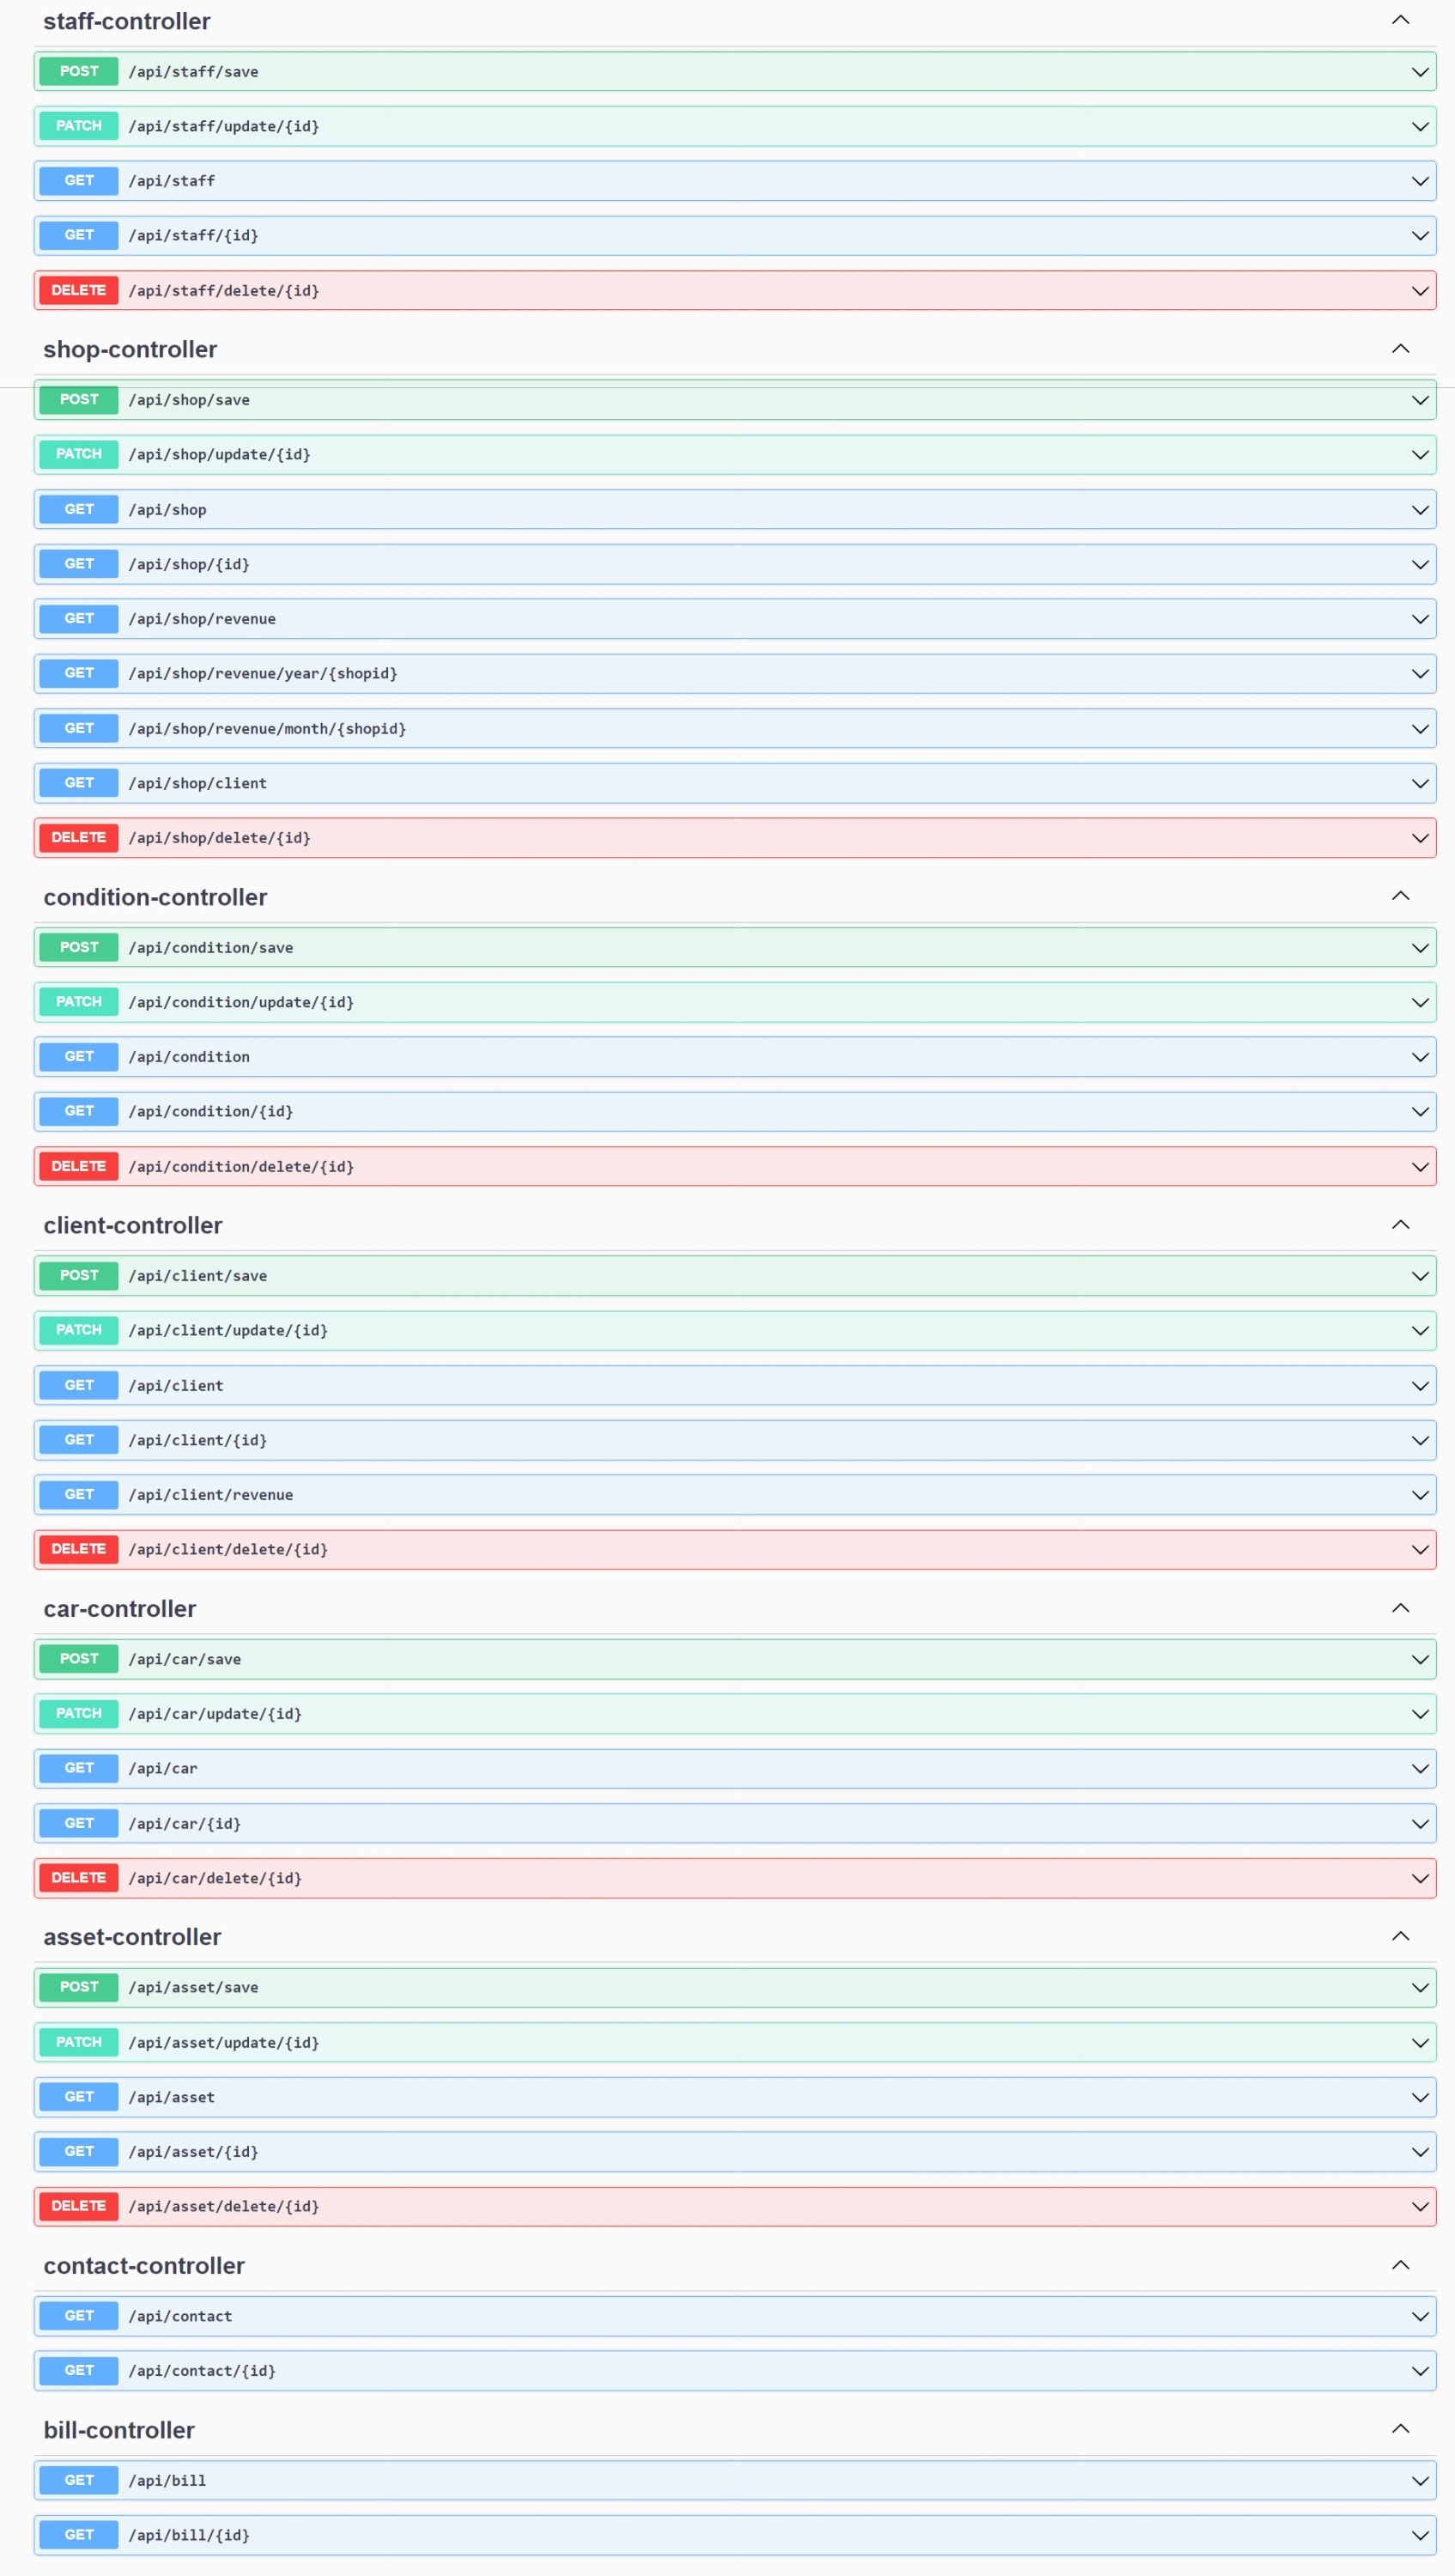 staff-controller
POST /api/staff/save
PATCH /api/staff/update/{id}
GET /api/staff
GET /api/staff/{id}
DELETE /api/staff/delete/{id}
shop-controller
POST /api/shop/save
PATCH /api/shop/update/{id}
GET /api/shop
GET /api/shop/{id}
GET /api/shop/revenue
GET /api/shop/revenue/year/{shopid}
GET /api/shop/revenue/month/{shopid}
GET /api/shop/client
DELETE /api/shop/delete/{id}
condition-controller
POST /api/condition/save
PATCH /api/condition/update/{id}
GET /api/condition
GET /api/condition/{id}
DELETE /api/condition/delete/{id}
client-controller
POST /api/client/save
PATCH /api/client/update/{id}
GET /api/client
GET /api/client/{id}
GET /api/client/revenue
DELETE /api/client/delete/{id}
car-controller
POST /api/car/save
PATCH /api/car/update/{id}
GET /api/car
GET /api/car/{id}
DELETE /api/car/delete/{id}
asset-controller
POST /api/asset/save
PATCH /api/asset/update/{id}
GET /api/asset
GET /api/asset/{id}
DELETE /api/asset/delete/{id}
contact-controller
GET /api/contact
GET /api/contact/{id}
bill-controller
GET /api/bill
GET /api/bill/{id}